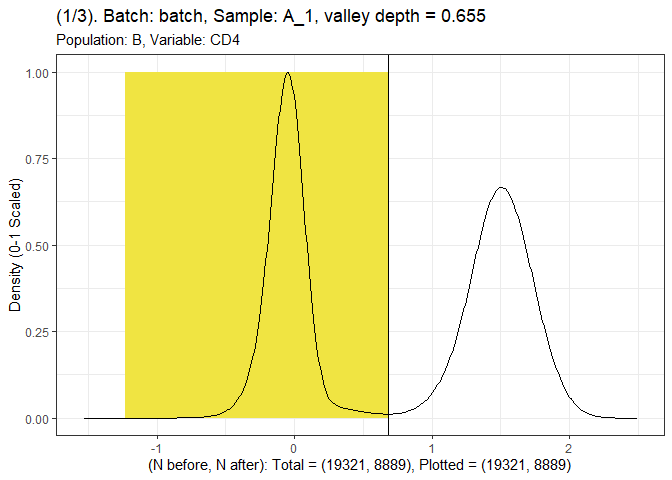 (1/3). Batch: batch, Sample: A_1, valley depth = 0.655
Population: B, Variable: CD4
Density (0-1 Scaled)
1.00
0.75
0.50
0.25
0.00
-1
0
1
2
(N before, N after): Total = (19321, 8889), Plotted = (19321, 8889)